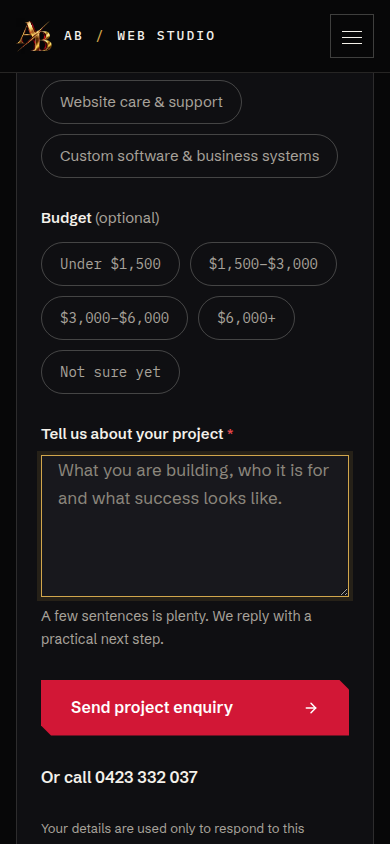 AB
AB / WEB STUDIO
Website care & support
Custom software & business systems
Budget (optional)
Under $1,500
$1,500–$3,000
$3,000–$6,000
$6,000+
Not sure yet
Tell us about your project *
What you are building, who it is for
and what success looks like.
A few sentences is plenty. We reply with a
practical next step.
Send project enquiry →
Or call 0423 332 037
Your details are used only to respond to this